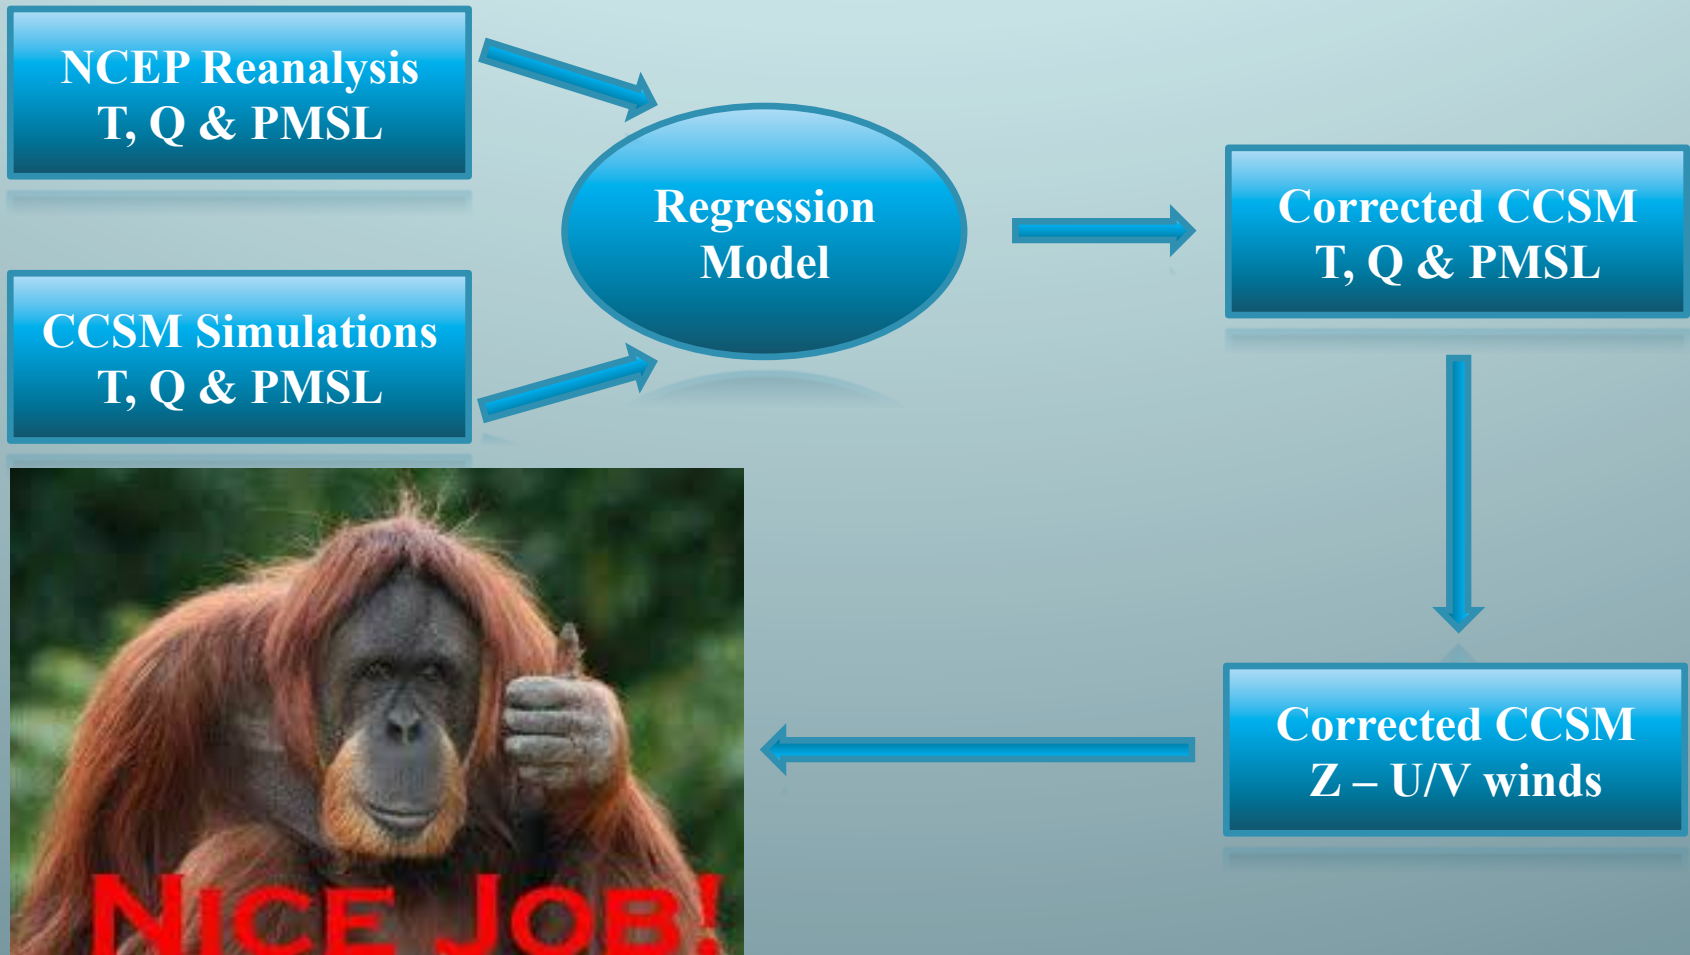 NCEP Reanalysis
T, Q & PMSL
Regression
Model
Corrected CCSM
T, Q & PMSL
CCSM Simulations
T, Q & PMSL
Corrected CCSM
Z – U/V winds
NICE JOB!